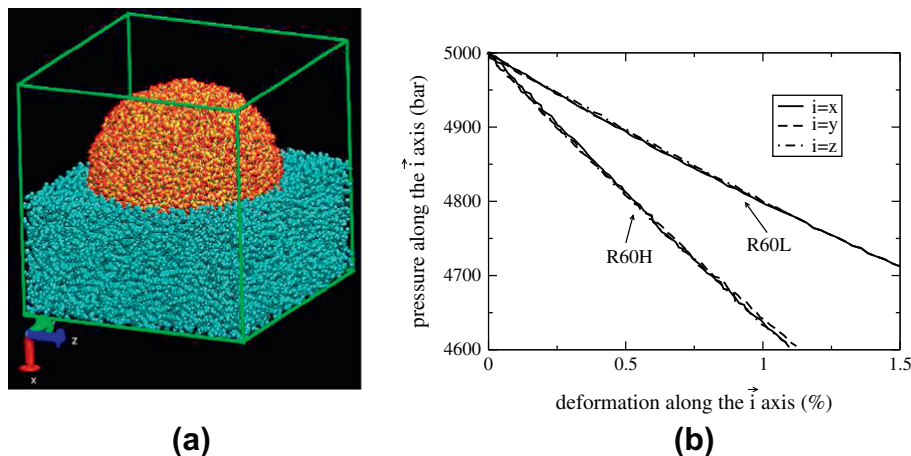 z
x
(a)
pressure along the i axis (bar)
5000
4900
4800
4700
4600
i=x
i=y
i=z
R60H
R60L
0
0.5
1
1.5
deformation along the i axis (%)
(b)